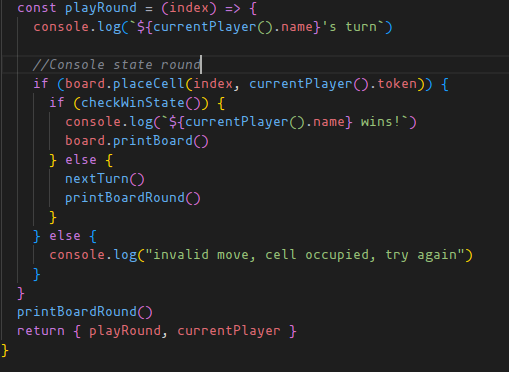 const playRound = (index) => {
console.log(`${currentPlayer().name}'s turn`)
//Console state round
if (board.placeCell(index, currentPlayer().token)) {
if (checkWinState()) {
console.log(`${currentPlayer().name} wins!`)
board.printBoard()
} else {
nextTurn()
printBoardRound()
}
} else {
console.log("invalid move, cell occupied, try again")
}
}
printBoardRound()
return { playRound, currentPlayer }
}